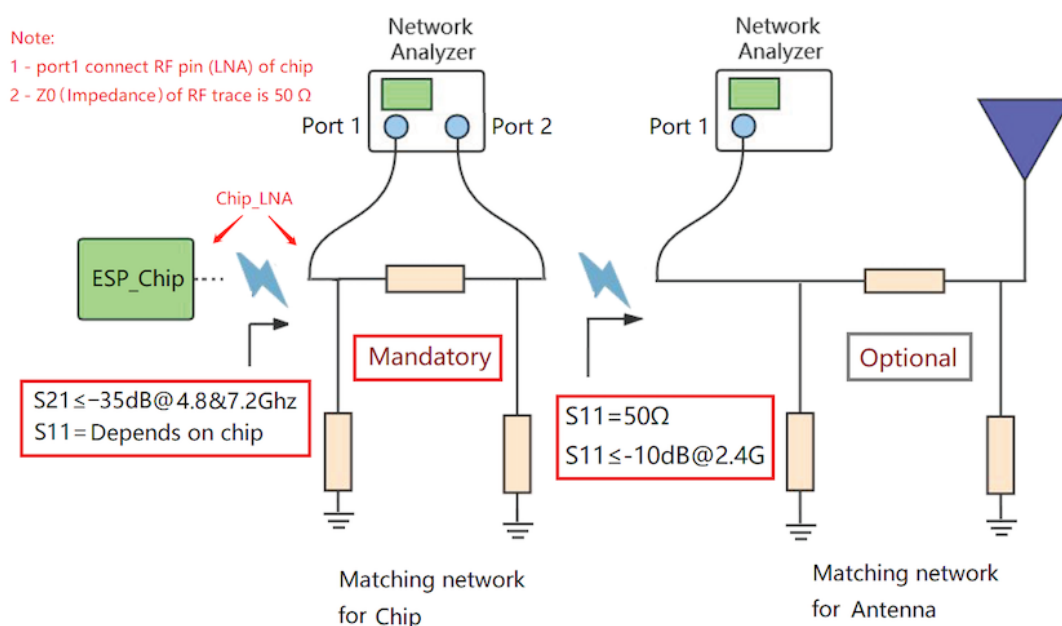 Note:
1 - port1 connect RF pin (LNA) of chip
2 - Z0(Impedance) of RF trace is 50 Ω
Network
Analyzer
Port 1
Port 2
Network
Analyzer
Port 1
Chip_LNA
ESP_Chip
Mandatory
Optional
S21≤-35dB@4.8&7.2Ghz
S11=Depends on chip
S11=50Ω
S11≤-10dB@2.4G
Matching network
for Chip
Matching network
for Antenna